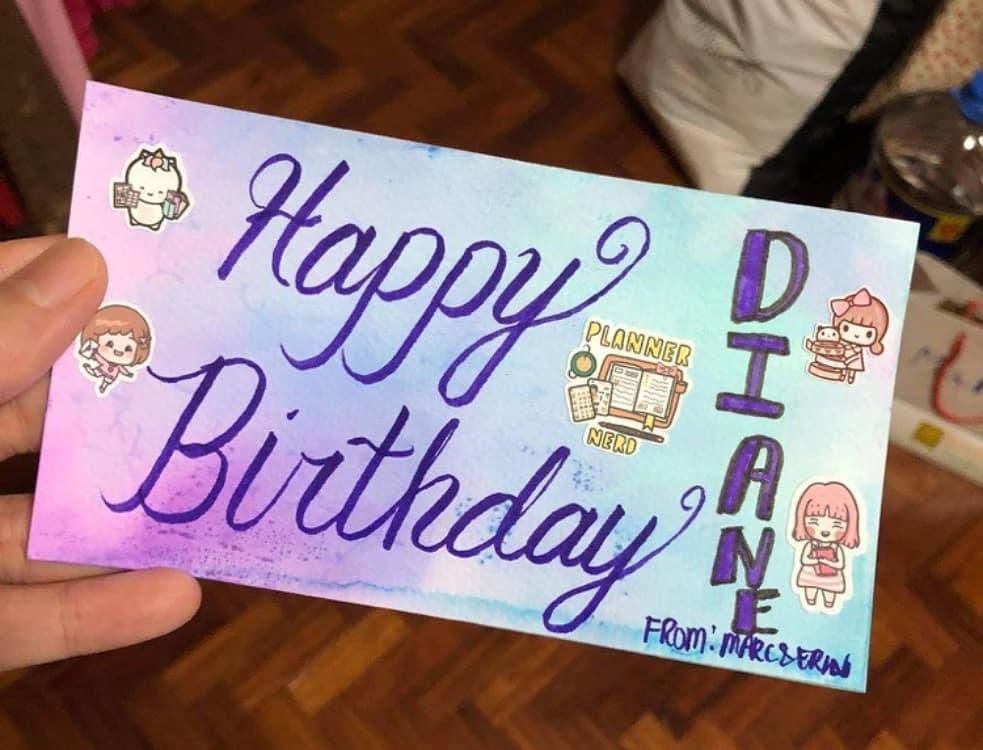 Happy
Birthday
DIANE
PLANNER
NERD
FROM: MARC & ERIN